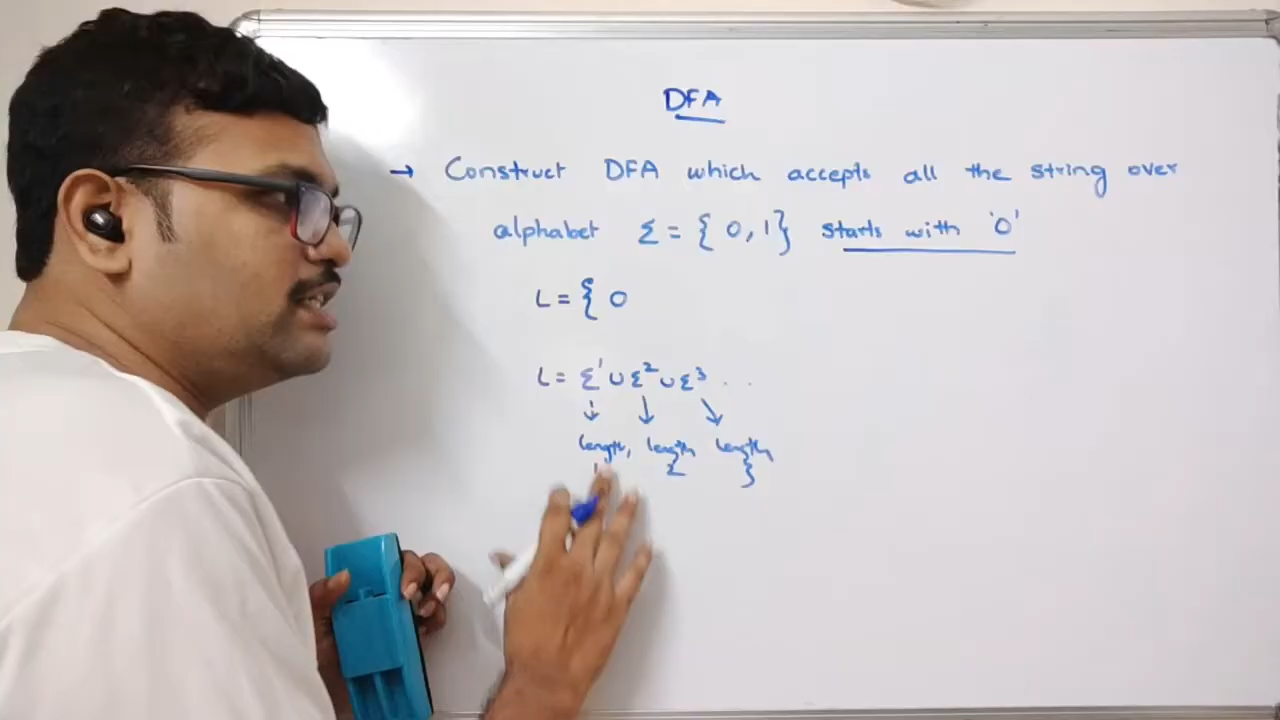 DFA
→ Construct DFA which accepts all the string over
alphabet Σ = { 0, 1} starts with '0'
L = { 0
L = Σ¹ ∪ Σ² ∪ Σ³ . .
length, length length
1 2 3